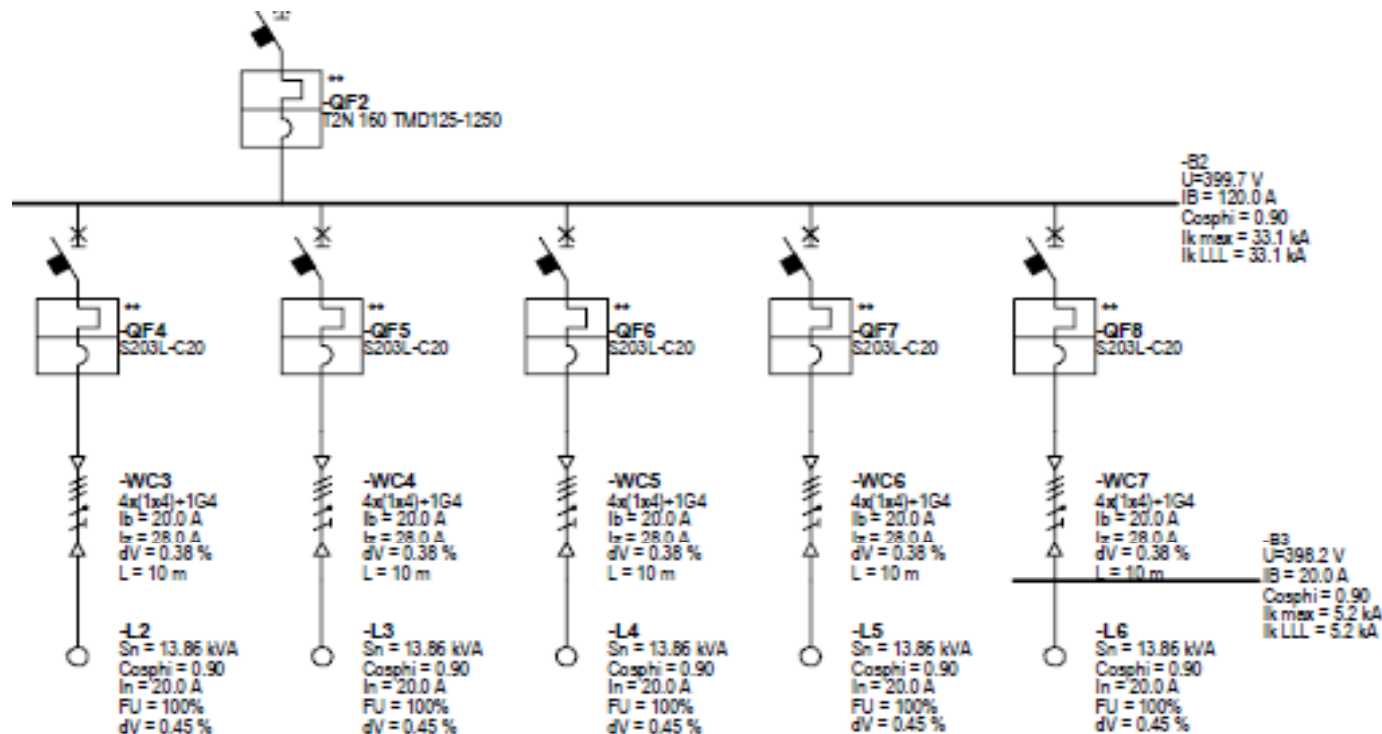 **
-QF2
T2N 160 TMD125-1250
-B2
U=399.7 V
IB = 120.0 A
Cosphi = 0.90
Ik max = 33.1 kA
Ik LLL = 33.1 kA
**
-QF4
S203L-C20
**
-QF5
S203L-C20
**
-QF6
S203L-C20
**
-QF7
S203L-C20
**
-QF8
S203L-C20
-WC3
4x(1x4)+1G4
Ib = 20.0 A
Iz = 28.0 A
dV = 0.38 %
L = 10 m
-WC4
4x(1x4)+1G4
Ib = 20.0 A
Iz = 28.0 A
dV = 0.38 %
L = 10 m
-WC5
4x(1x4)+1G4
Ib = 20.0 A
Iz = 28.0 A
dV = 0.38 %
L = 10 m
-WC6
4x(1x4)+1G4
Ib = 20.0 A
Iz = 28.0 A
dV = 0.38 %
L = 10 m
-WC7
4x(1x4)+1G4
Ib = 20.0 A
Iz = 28.0 A
dV = 0.38 %
L = 10 m
-B3
U=398.2 V
IB = 20.0 A
Cosphi = 0.90
Ik max = 5.2 kA
Ik LLL = 5.2 kA
-L2
Sn = 13.86 kVA
Cosphi = 0.90
In = 20.0 A
FU = 100%
dV = 0.45 %
-L3
Sn = 13.86 kVA
Cosphi = 0.90
In = 20.0 A
FU = 100%
dV = 0.45 %
-L4
Sn = 13.86 kVA
Cosphi = 0.90
In = 20.0 A
FU = 100%
dV = 0.45 %
-L5
Sn = 13.86 kVA
Cosphi = 0.90
In = 20.0 A
FU = 100%
dV = 0.45 %
-L6
Sn = 13.86 kVA
Cosphi = 0.90
In = 20.0 A
FU = 100%
dV = 0.45 %